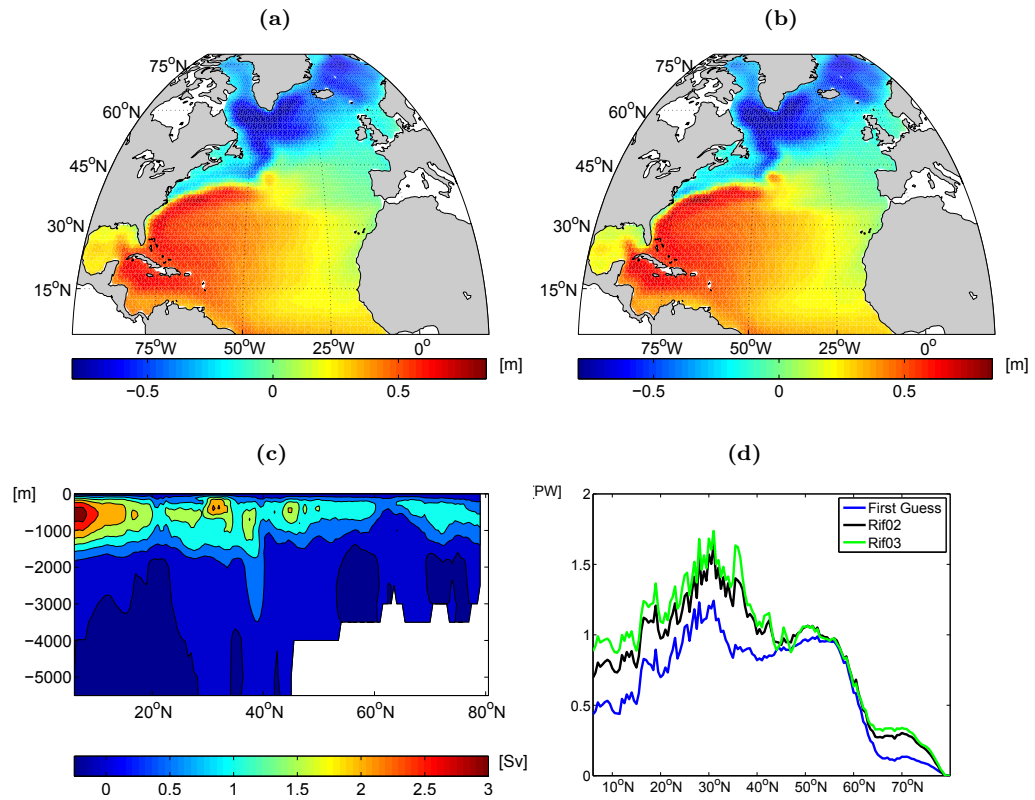 (a)
75°N
60°N
45°N
30°N
15°N
75°W
50°W
25°W
0°
−0.5
0
0.5
[m]
(b)
75°N
60°N
45°N
30°N
15°N
75°W
50°W
25°W
0°
−0.5
0
0.5
[m]
(c)
[m]
0
−1000
−2000
−3000
−4000
−5000
20°N
40°N
60°N
80°N
0
0.5
1
1.5
2
2.5
3
[Sv]
(d)
PW]
2
1.5
1
0.5
0
First Guess
Rif02
Rif03
10°N
20°N
30°N
40°N
50°N
60°N
70°N